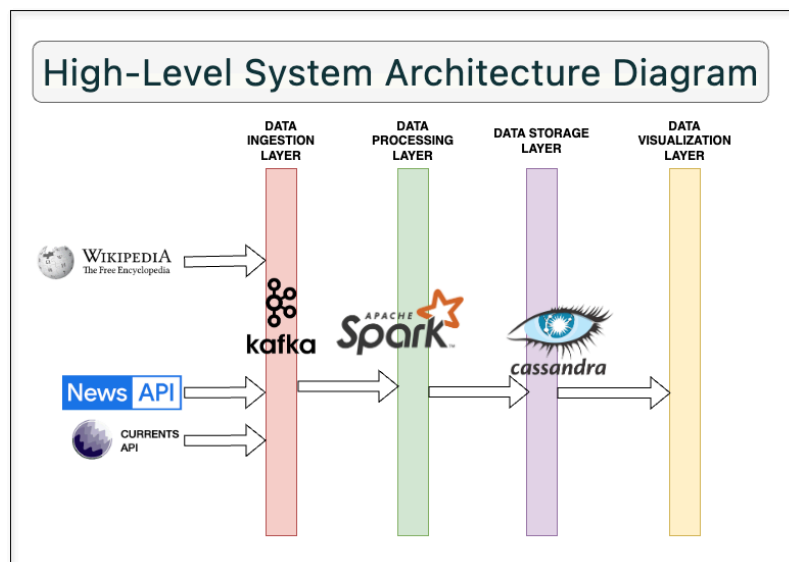 High-Level System Architecture Diagram
DATA
INGESTION
LAYER
DATA
PROCESSING
LAYER
DATA STORAGE
LAYER
DATA
VISUALIZATION
LAYER
WIKIPEDIA
The Free Encyclopedia
kafka
APACHE
Spark™
cassandra
News API
CURRENTS
API